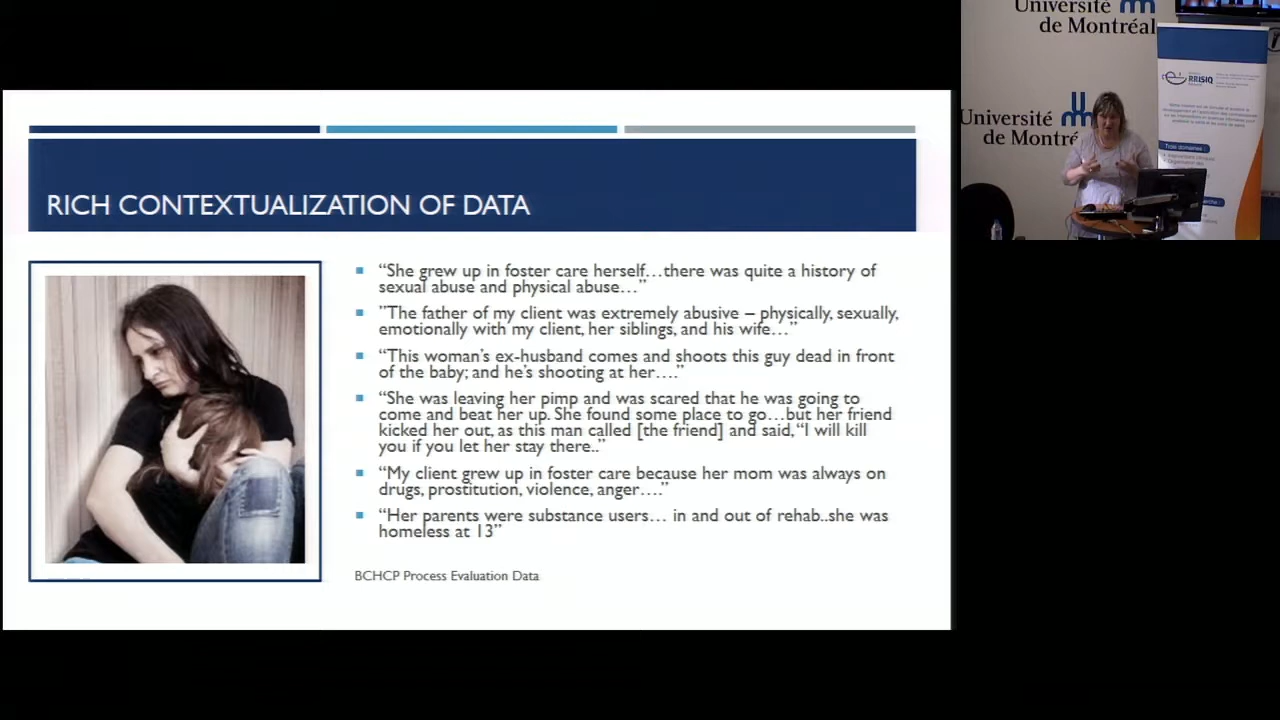 RICH CONTEXTUALIZATION OF DATA
“She grew up in foster care herself…there was quite a history of
sexual abuse and physical abuse…”
”The father of my client was extremely abusive – physically, sexually,
emotionally with my client, her siblings, and his wife…”
“This woman’s ex-husband comes and shoots this guy dead in front
of the baby; and he’s shooting at her….”
“She was leaving her pimp and was scared that he was going to
come and beat her up. She found some place to go…but her friend
kicked her out, as this man called [the friend] and said, “I will kill
you if you let her stay there..”
“My client grew up in foster care because her mom was always on
drugs, prostitution, violence, anger….”
“Her parents were substance users… in and out of rehab..she was
homeless at 13”
BCHCP Process Evaluation Data
Université
de Montréal
Université
de Montré
RRISIQ
Trois domaines :